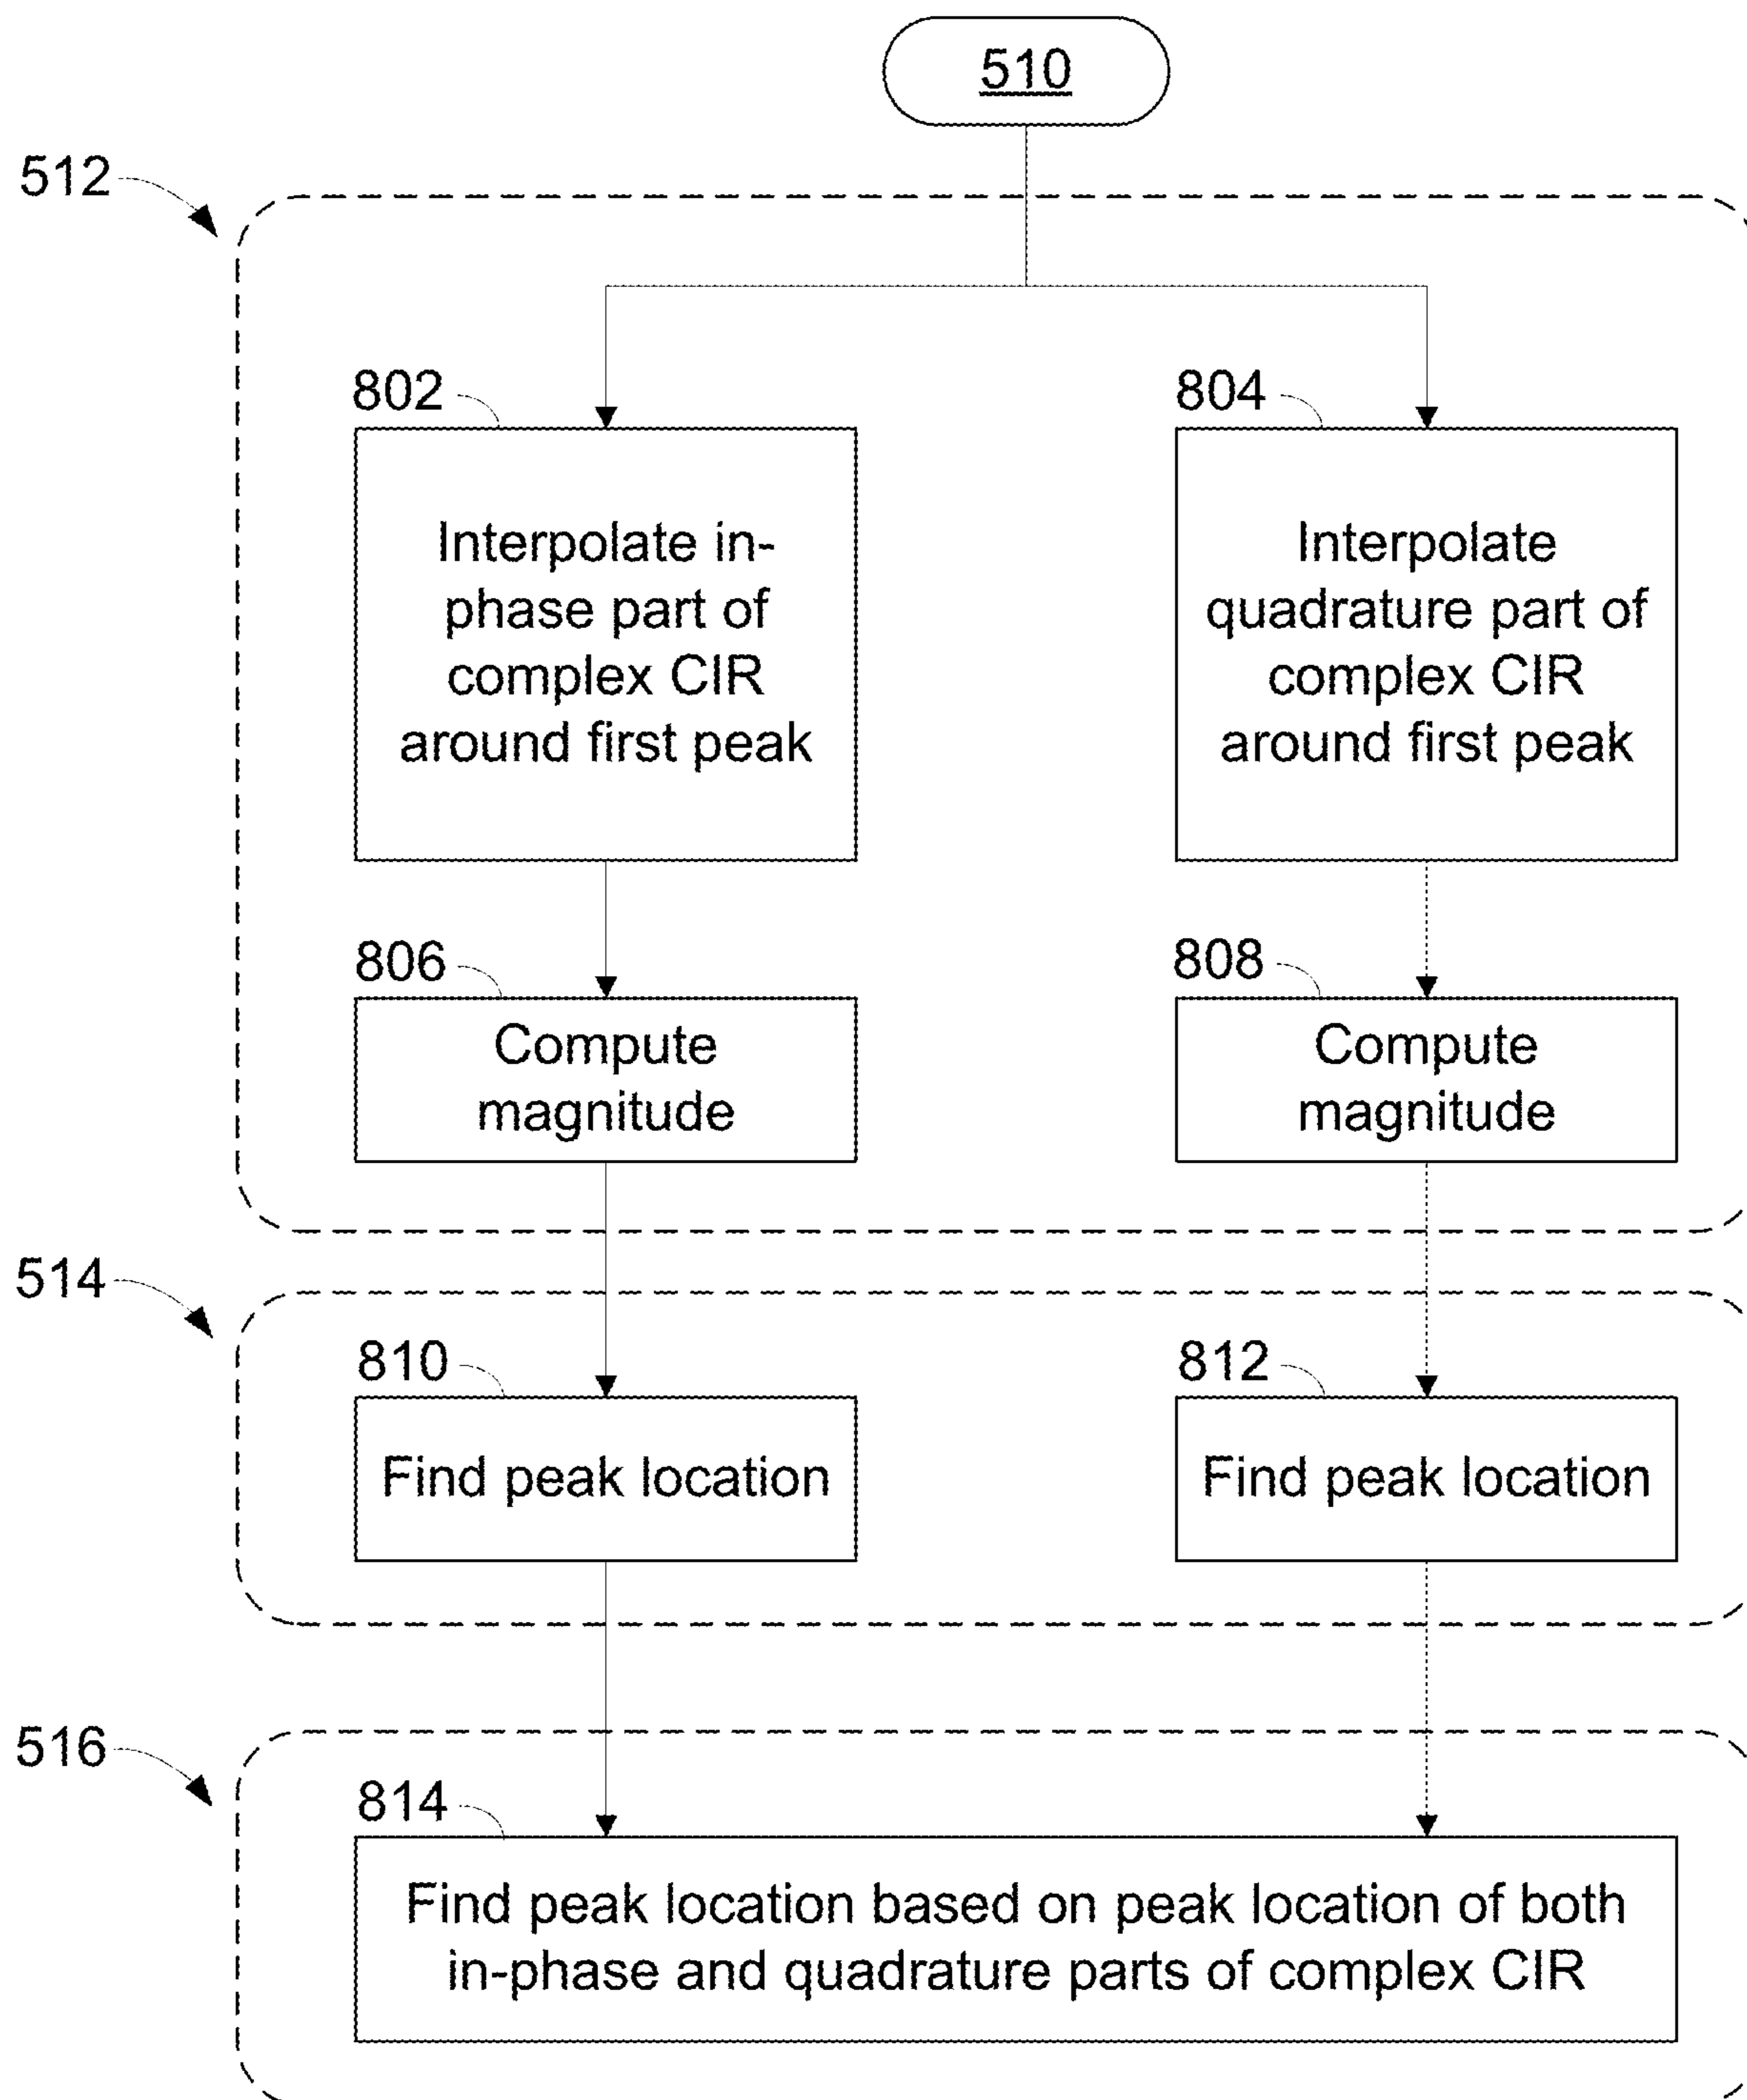 510
512
802
804
Interpolate in-
phase part of
complex CIR
around first peak
Interpolate
quadrature part of
complex CIR
around first peak
806
808
Compute
magnitude
Compute
magnitude
514
810
812
Find peak location
Find peak location
516
814
Find peak location based on peak location of both
in-phase and quadrature parts of complex CIR